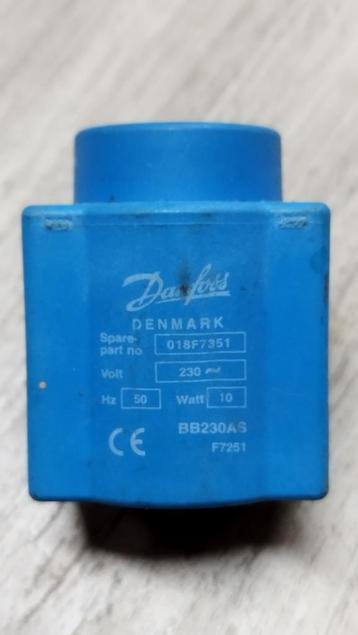 Danfoss
DENMARK
Spare-
part no 018F7351
Volt 230 ~
Hz 50 Watt 10
CE BB230AS
F7251